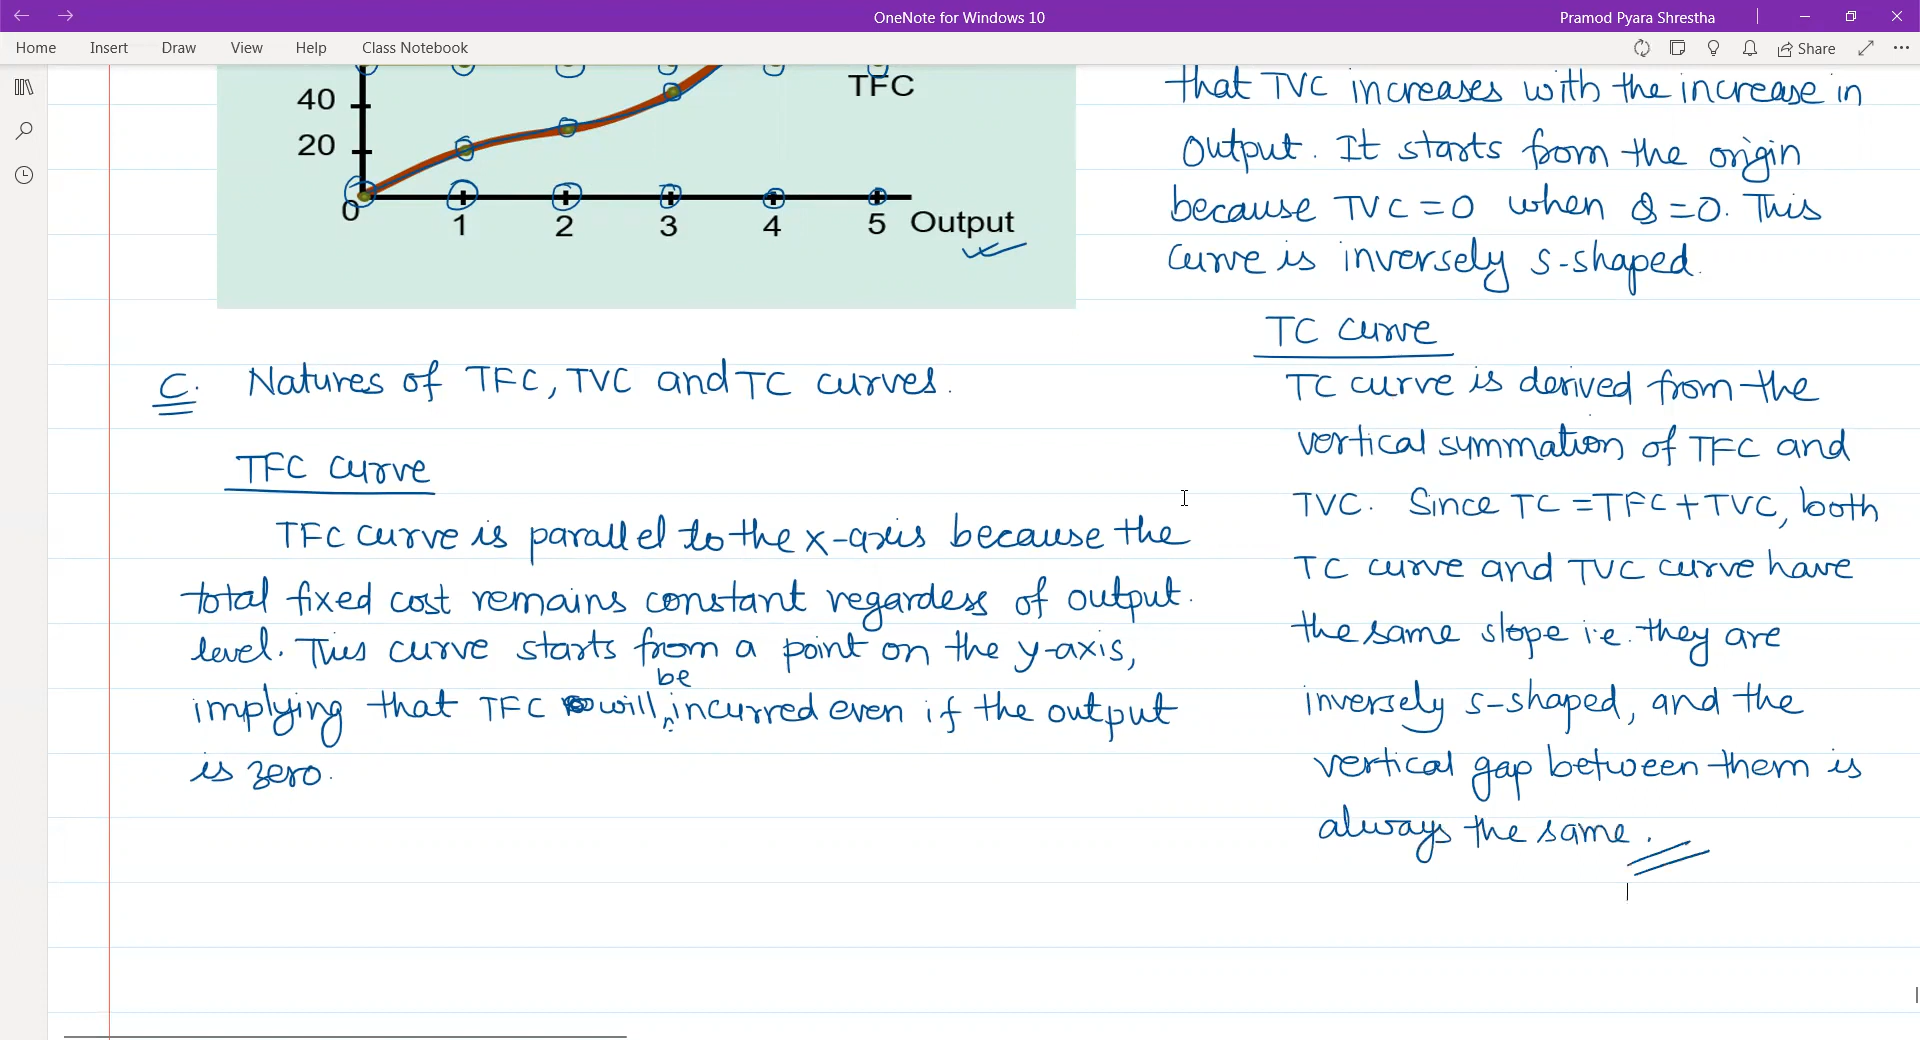 OneNote for Windows 10
Pramod Pyara Shrestha
Home Insert Draw View Help Class Notebook
Share
TFC
40
20
0 1 2 3 4 5 Output
C. Natures of TFC, TVC and TC curves.
TFC curve
TFC curve is parallel to the x-axis because the
total fixed cost remains constant regardess of output
level. This curve starts from a point on the y-axis,
implying that TFC will be incurred even if the output
is zero.
that TVC increases with the increase in
output. It starts from the origin
because TVC = 0 when Q = 0. This
curve is inversely s-shaped.
TC curve
TC curve is derived from the
vertical summation of TFC and
TVC. Since TC = TFC + TVC, both
TC curve and TVC curve have
the same slope i.e. they are
inversely s-shaped, and the
vertical gap between them is
always the same.